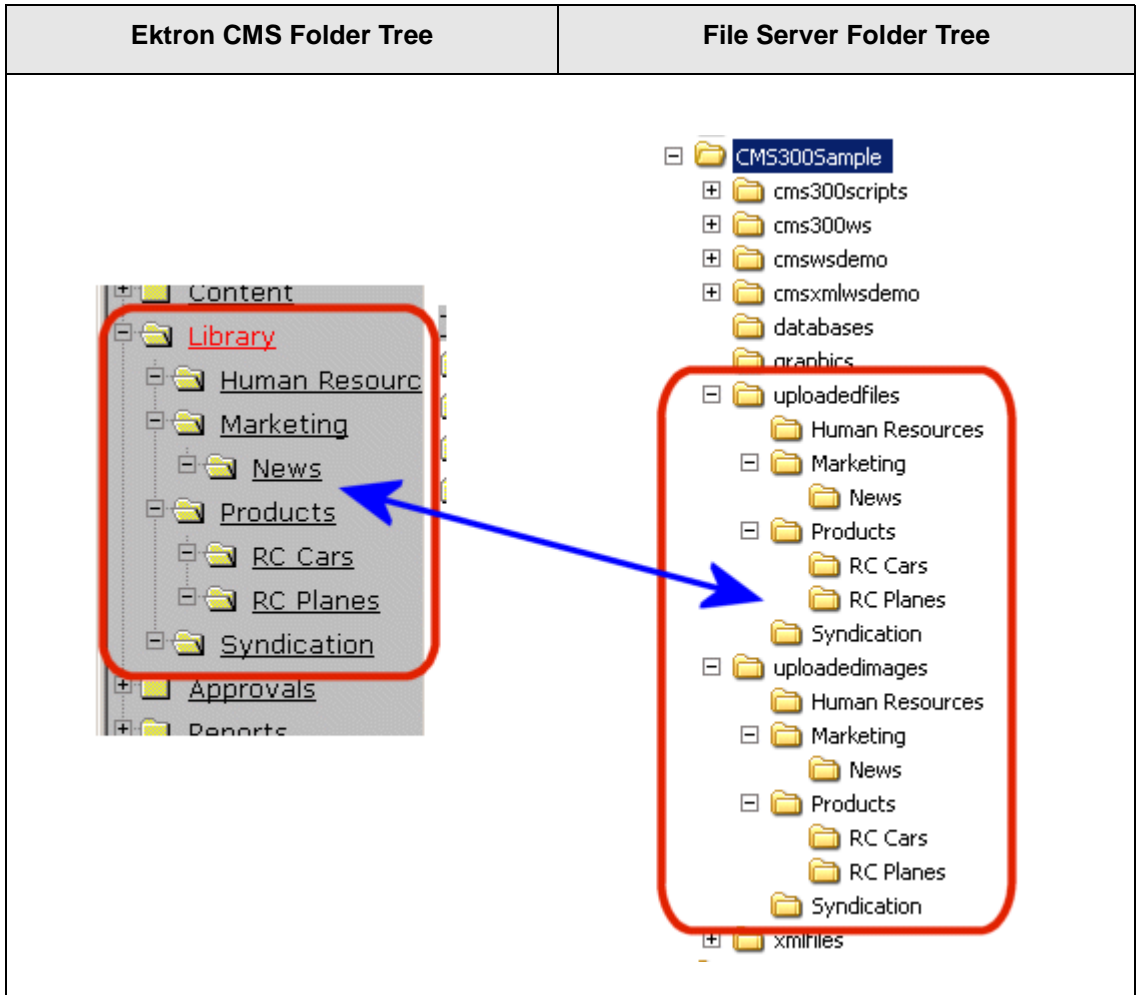 Ektron CMS Folder Tree
File Server Folder Tree
Content
Library
Human Resourc
Marketing
News
Products
RC Cars
RC Planes
Syndication
Approvals
Reports
CMS300Sample
cms300scripts
cms300ws
cmswsdemo
cmsxmlwsdemo
databases
graphics
uploadedfiles
Human Resources
Marketing
News
Products
RC Cars
RC Planes
Syndication
uploadedimages
Human Resources
Marketing
News
Products
RC Cars
RC Planes
Syndication
xmlfiles